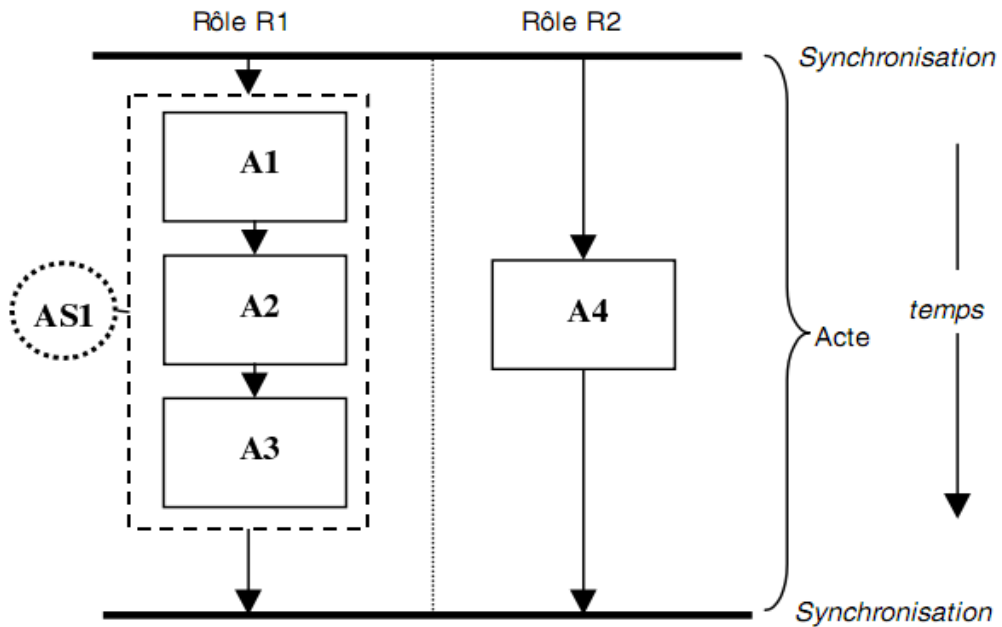 Rôle R1
Rôle R2
Synchronisation
A1
A2
A3
AS1
A4
Acte
temps
Synchronisation